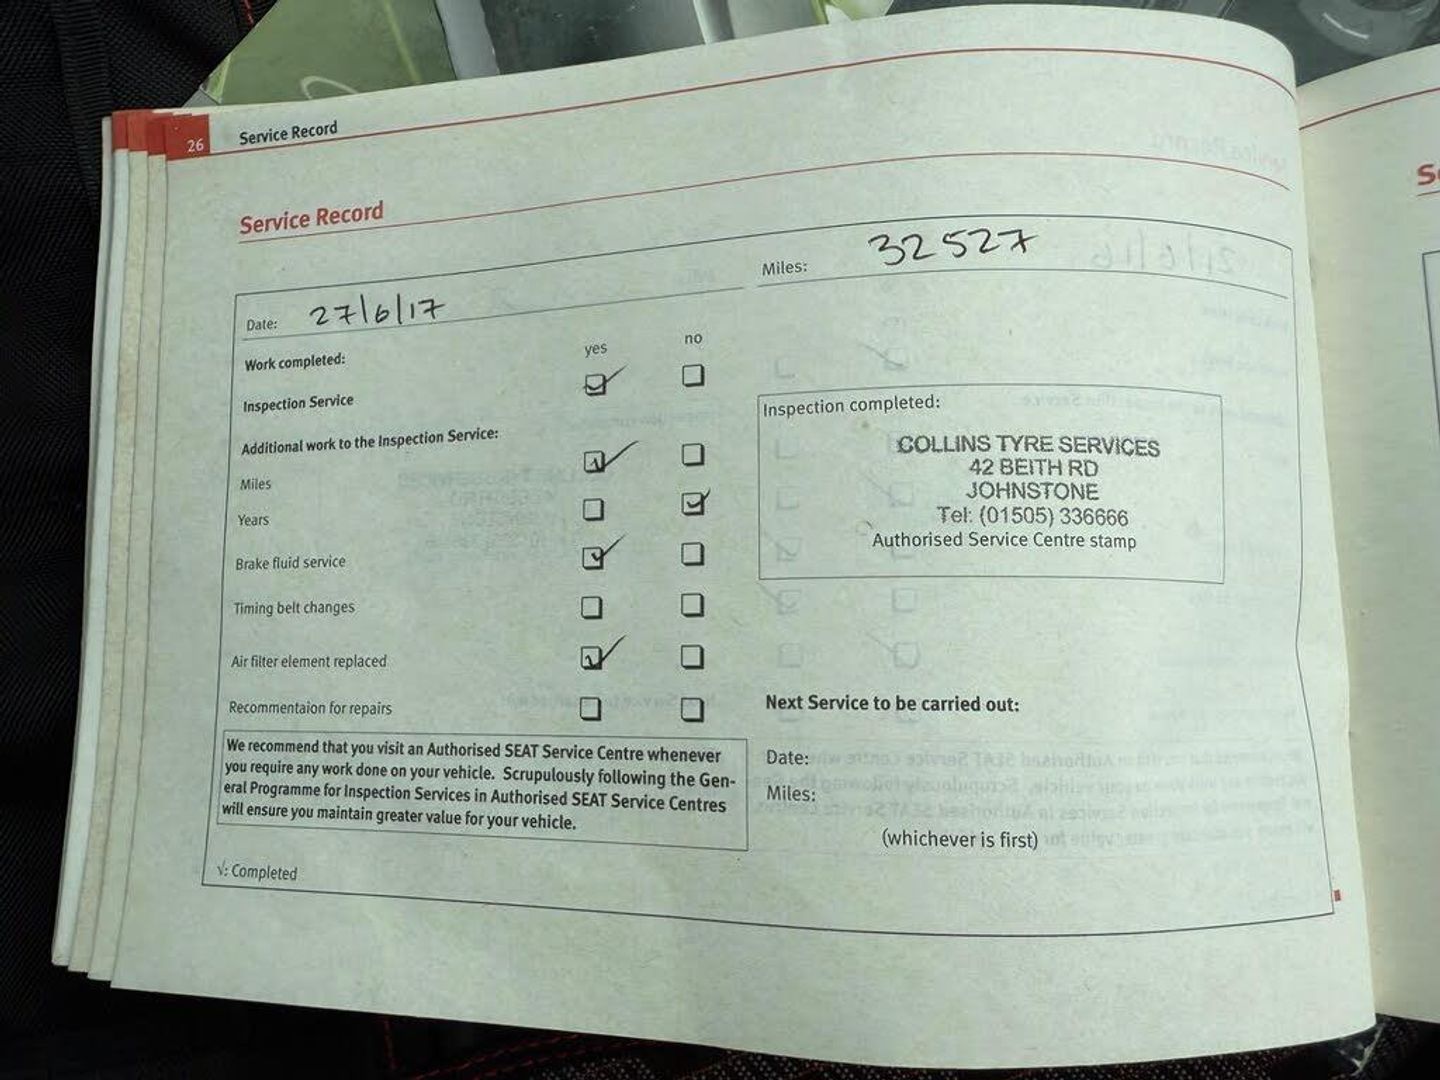 26 Service Record
Service Record
Date: 27/6/17
Miles: 32527
Work completed: yes no
Inspection Service
Additional work to the Inspection Service:
Miles
Years
Brake fluid service
Timing belt changes
Air filter element replaced
Recommentaion for repairs
We recommend that you visit an Authorised SEAT Service Centre whenever
you require any work done on your vehicle. Scrupulously following the Gen-
eral Programme for Inspection Services in Authorised SEAT Service Centres
will ensure you maintain greater value for your vehicle.
√: Completed
Inspection completed:
COLLINS TYRE SERVICES
42 BEITH RD
JOHNSTONE
Tel: (01505) 336666
Authorised Service Centre stamp
Next Service to be carried out:
Date:
Miles:
(whichever is first)